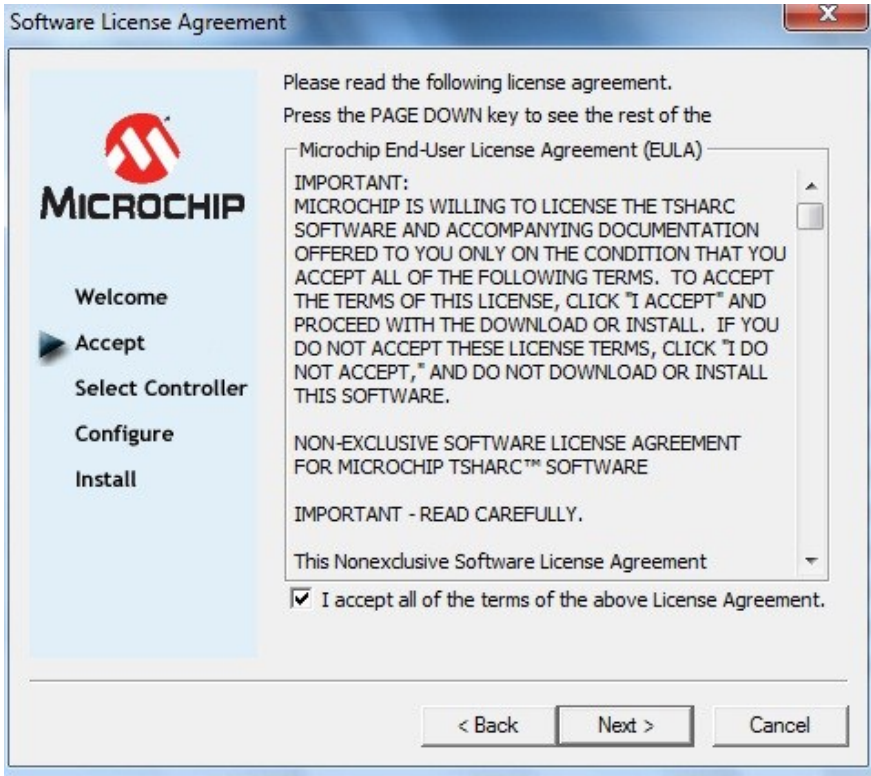 Software License Agreement
X
MICROCHIP
Welcome
Accept
Select Controller
Configure
Install
Please read the following license agreement.
Press the PAGE DOWN key to see the rest of the
Microchip End-User License Agreement (EULA)
IMPORTANT:
MICROCHIP IS WILLING TO LICENSE THE TSHARC
SOFTWARE AND ACCOMPANYING DOCUMENTATION
OFFERED TO YOU ONLY ON THE CONDITION THAT YOU
ACCEPT ALL OF THE FOLLOWING TERMS.  TO ACCEPT
THE TERMS OF THIS LICENSE, CLICK "I ACCEPT" AND
PROCEED WITH THE DOWNLOAD OR INSTALL.  IF YOU
DO NOT ACCEPT THESE LICENSE TERMS, CLICK "I DO
NOT ACCEPT," AND DO NOT DOWNLOAD OR INSTALL
THIS SOFTWARE.
NON-EXCLUSIVE SOFTWARE LICENSE AGREEMENT
FOR MICROCHIP TSHARC™ SOFTWARE
IMPORTANT - READ CAREFULLY.
This Nonexclusive Software License Agreement
I accept all of the terms of the above License Agreement.
< Back
Next >
Cancel